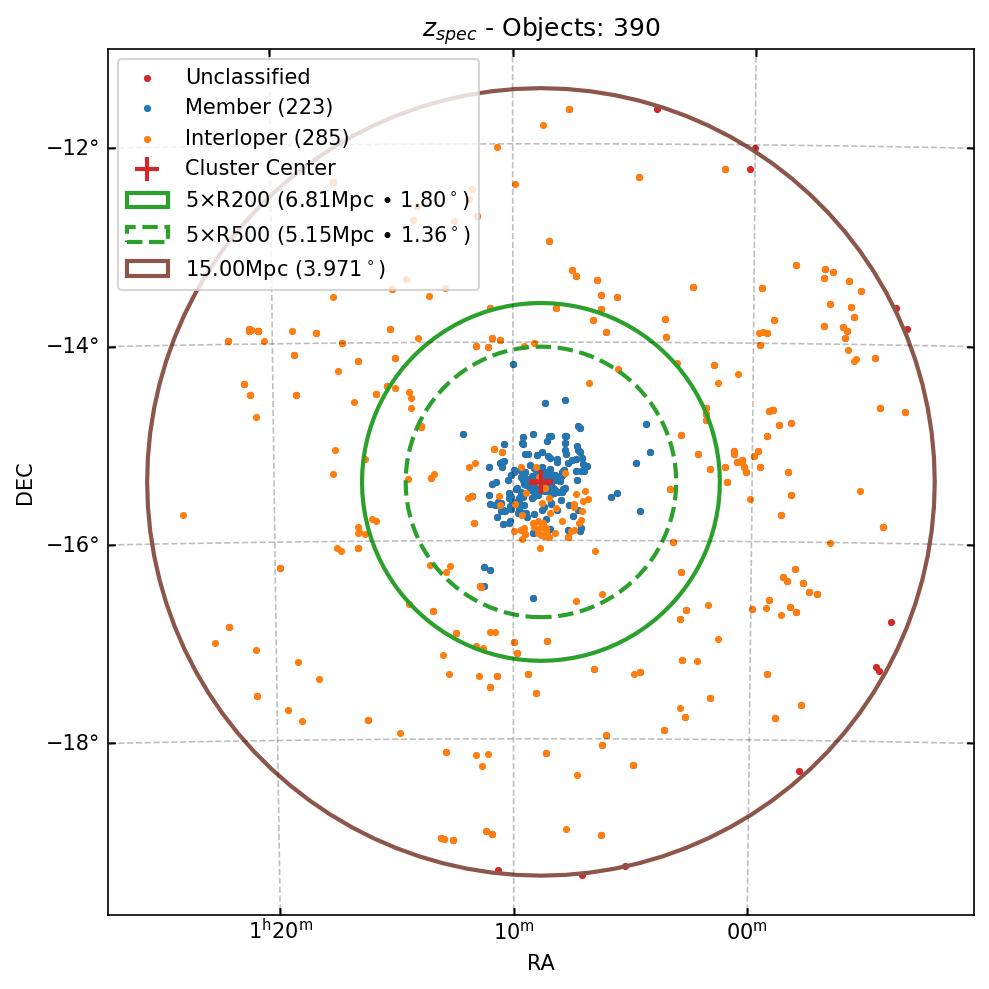 z_spec - Objects: 390
Unclassified
Member (223)
Interloper (285)
Cluster Center
5×R200 (6.81Mpc • 1.80°)
5×R500 (5.15Mpc • 1.36°)
15.00Mpc (3.971°)
−12°
−14°
−16°
−18°
DEC
1ʰ20ᵐ
10ᵐ
00ᵐ
RA